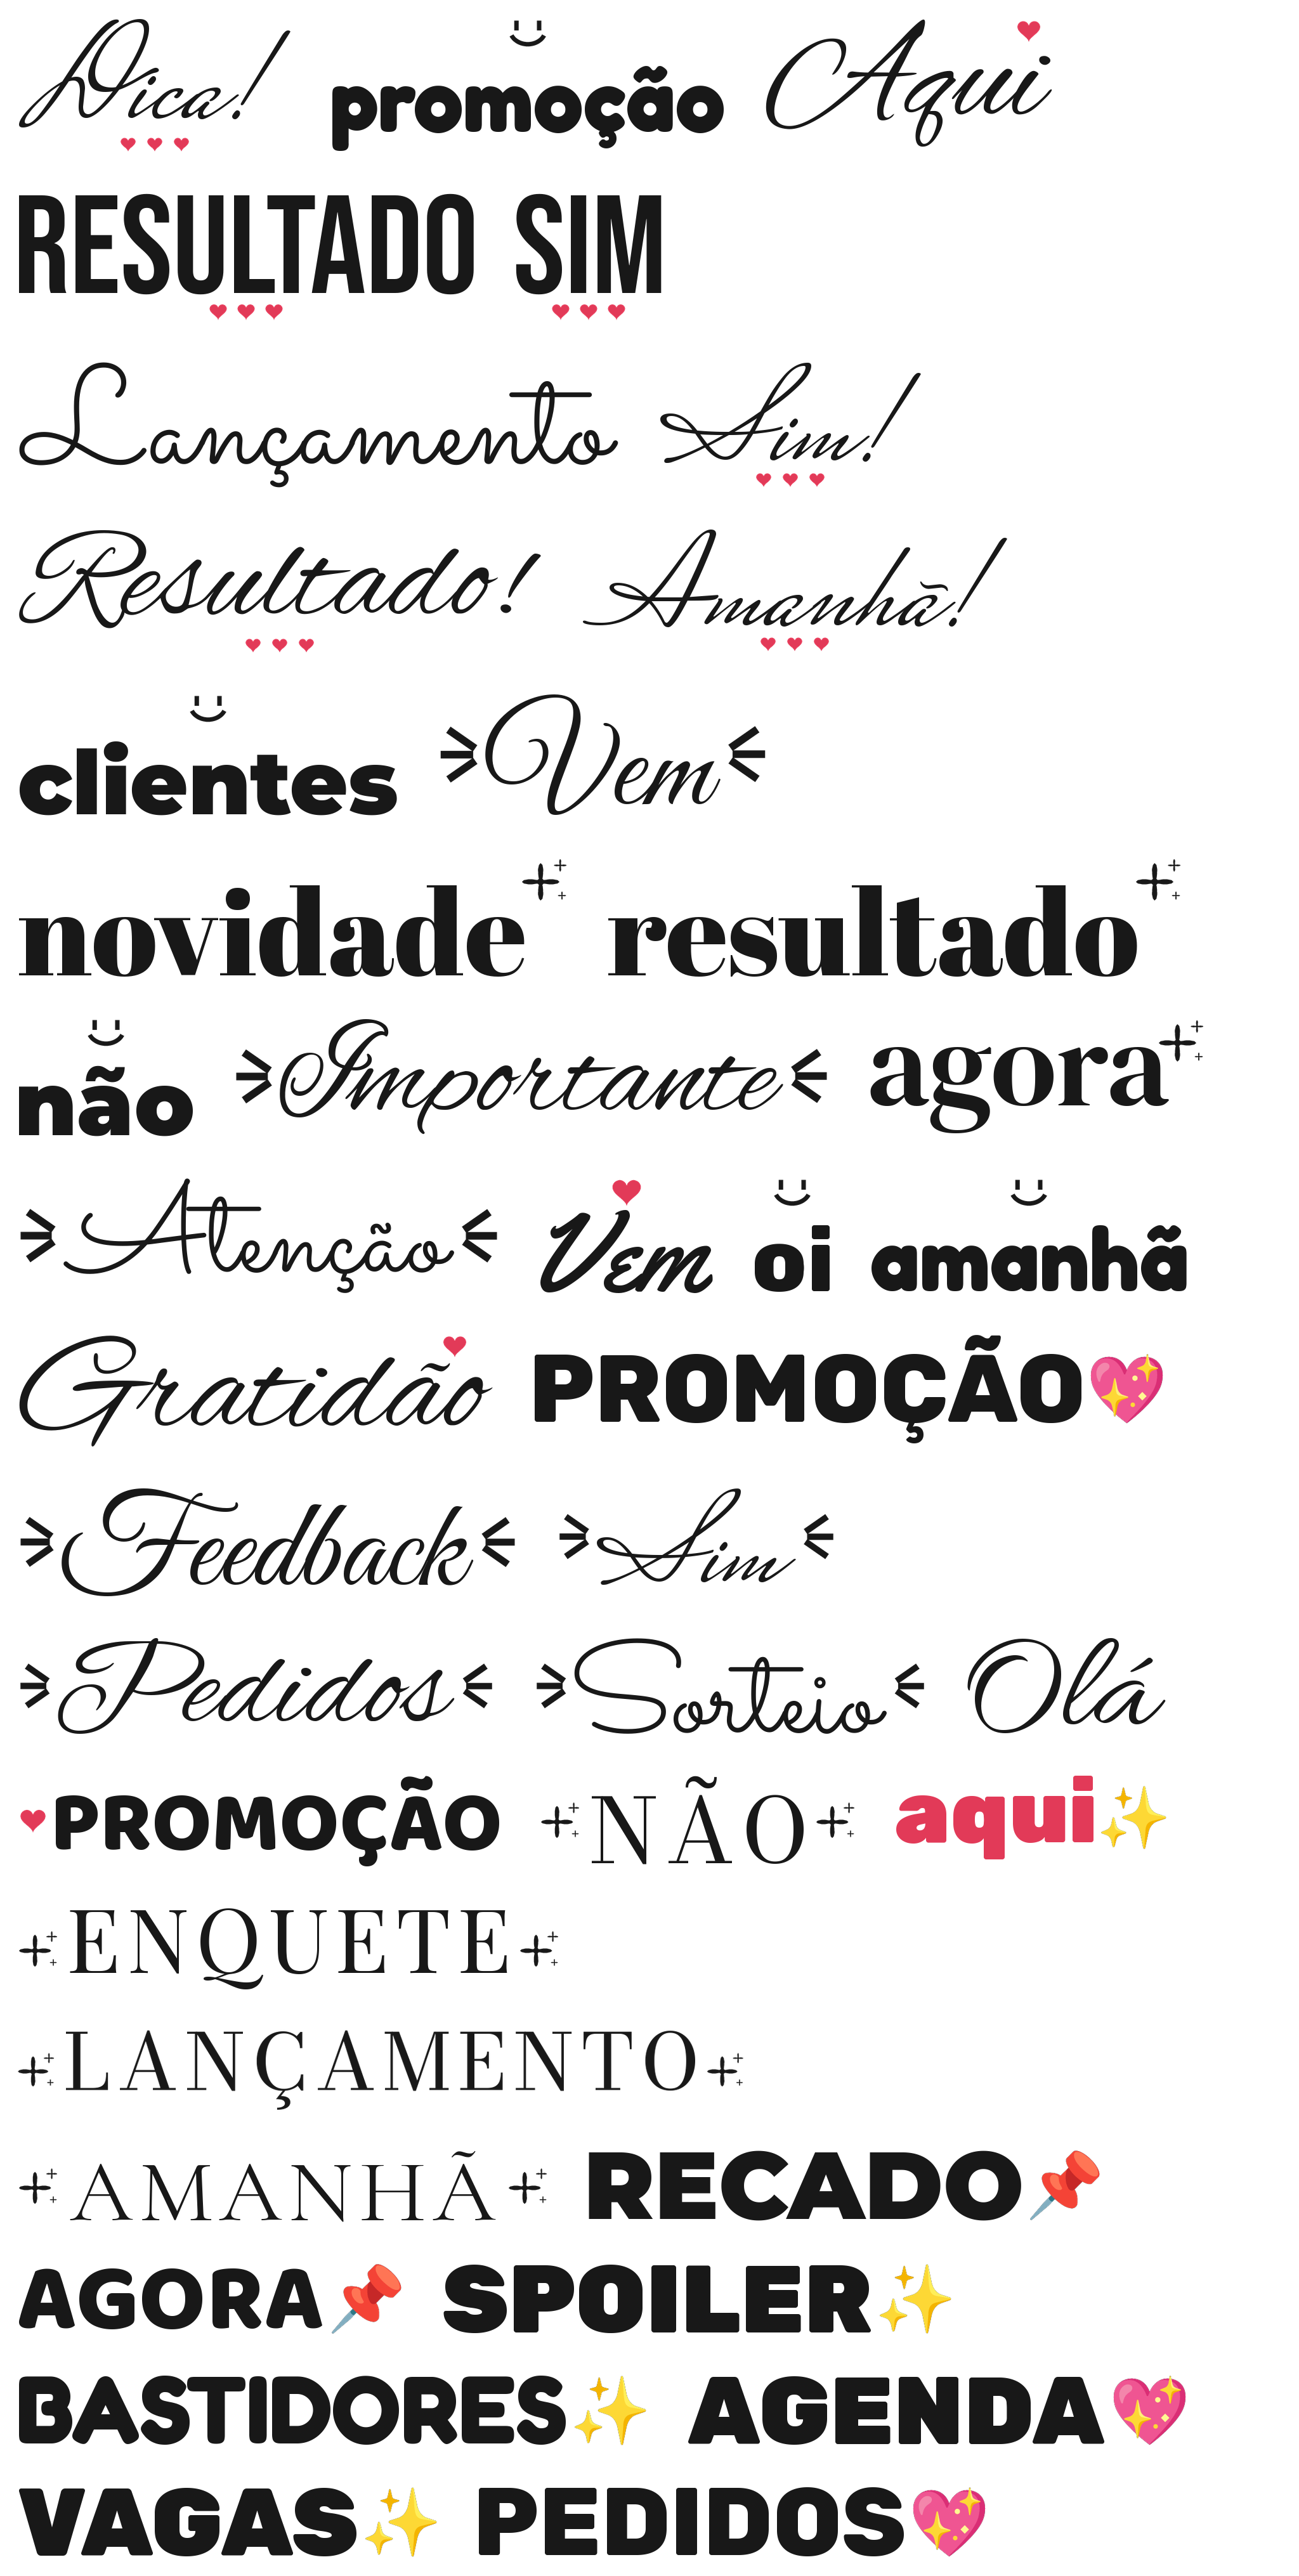 Dica! promoção Aqui
RESULTADO SIM
Lançamento Sim!
Resultado! Amanhã!
clientes Vem
novidade resultado
não Importante agora
Atenção Vem oi amanhã
Gratidão PROMOÇÃO💖
Feedback Sim
Pedidos Sorteio Olá
PROMOÇÃO NÃO aqui✨
ENQUETE
LANÇAMENTO
AMANHÃ RECADO📌
AGORA📌 SPOILER✨
BASTIDORES✨ AGENDA💖
VAGAS✨ PEDIDOS💖